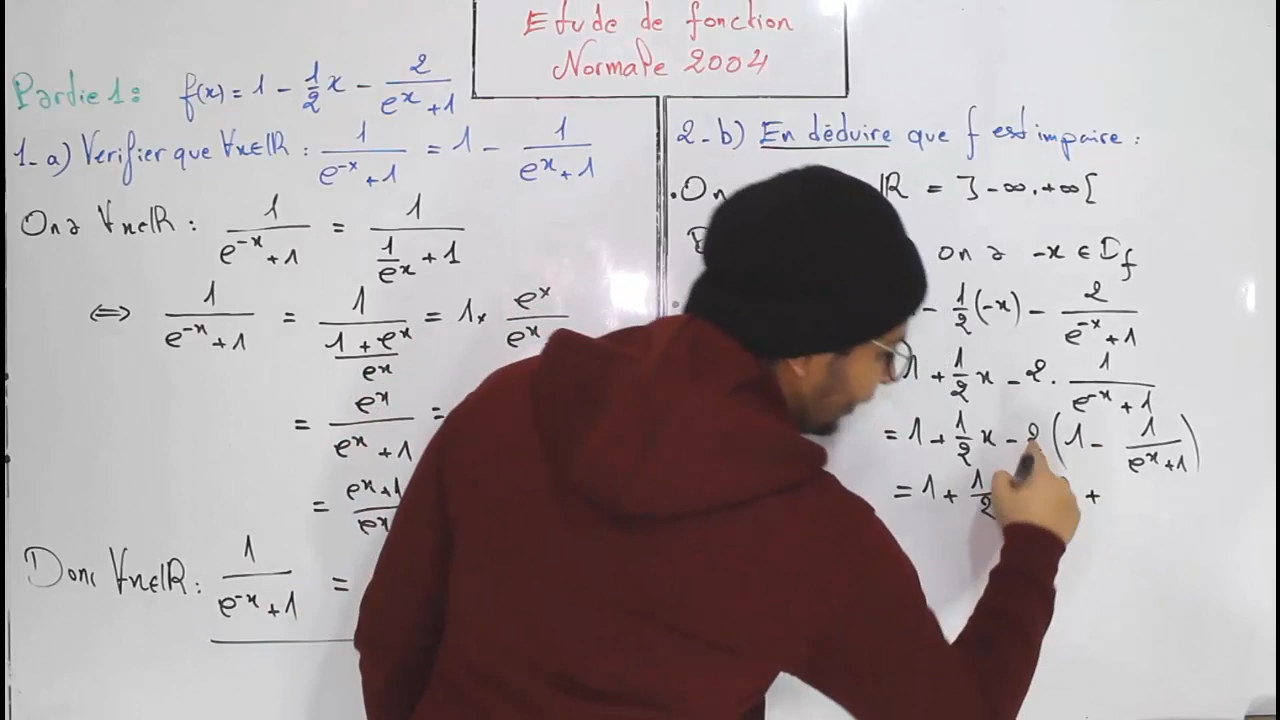 Etude de fonction
Normale 2004
Partie 1: f(x) = 1 - 1/2 x - 2/(e^x + 1)
1-a) Verifier que ∀x∈ℝ : 1/(e^-x + 1) = 1 - 1/(e^x + 1)
On a ∀x∈ℝ : 1/(e^-x + 1) = 1/(1/e^x + 1)
⇔ 1/(e^-x + 1) = 1/((1 + e^x)/e^x) = 1 × e^x/e^x
= e^x/(e^x + 1) =
= e^x + 1
Donc ∀x∈ℝ : 1/(e^-x + 1) =
2-b) En déduire que f est impaire :
. On ℝ = ]-∞, +∞[
on a -x ∈ Df
- 1/2 (-x) - 2/(e^-x + 1)
1 + 1/2 x - 2 . 1/(e^-x + 1)
= 1 + 1/2 x - 2 (1 - 1/(e^x + 1))
= 1 + 1/2 +